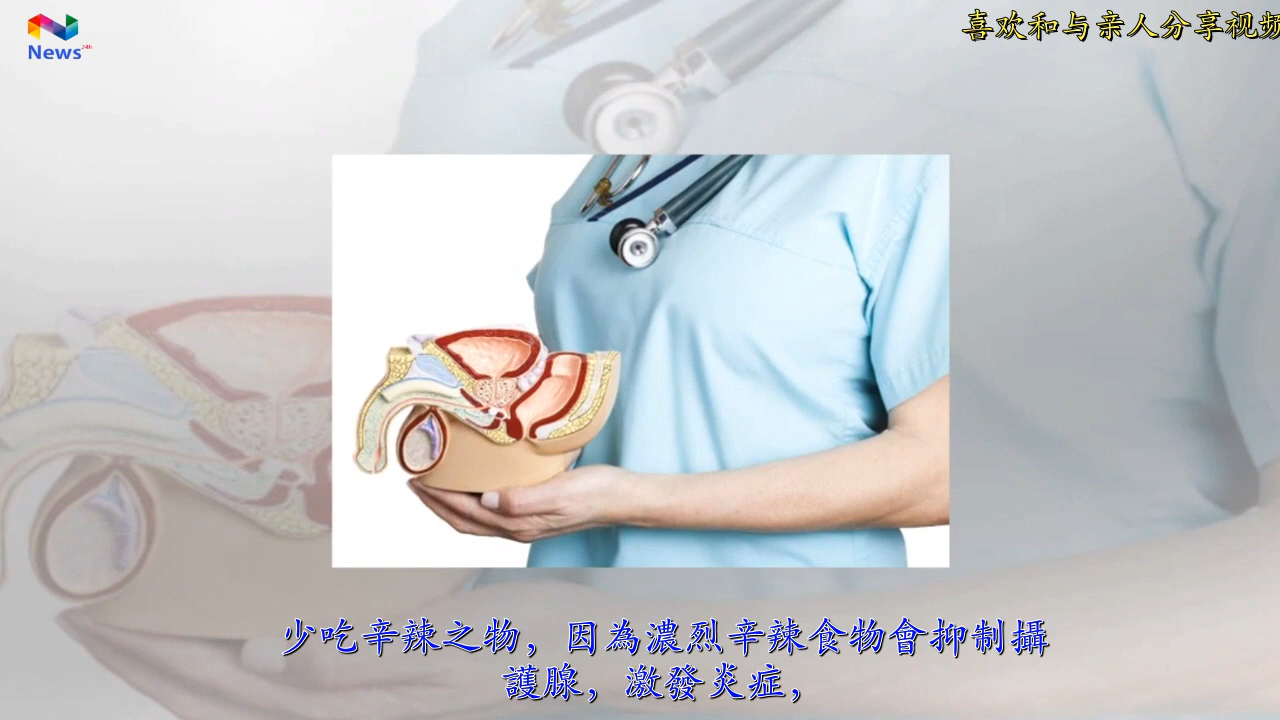 News 24h
喜欢和与亲人分享视频
少吃辛辣之物，因為濃烈辛辣食物會抑制攝
護腺，激發炎症，